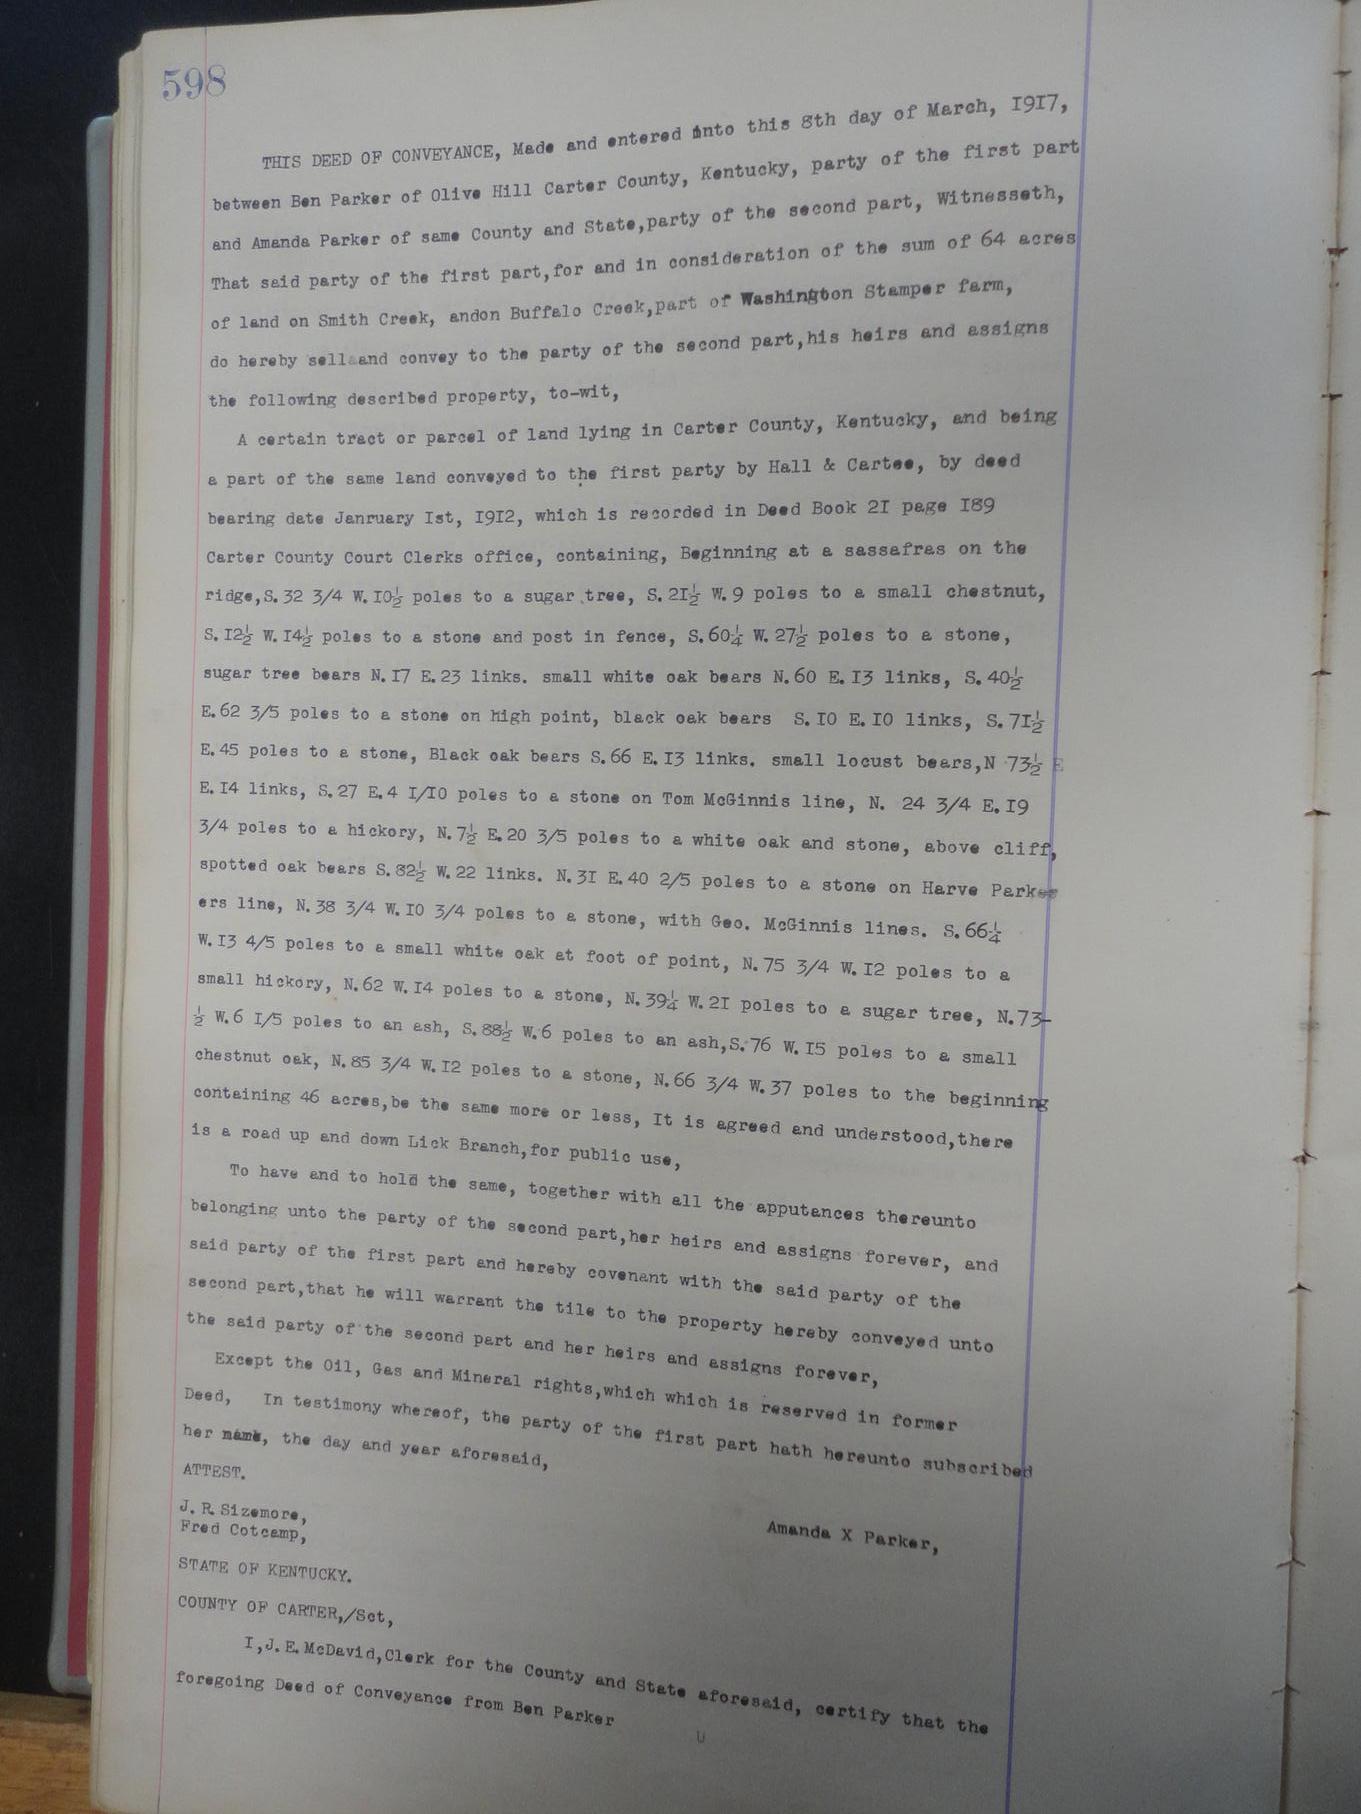 598
THIS DEED OF CONVEYANCE, Made and entered into this 8th day of March, 1917,
between Ben Parker of Olive Hill Carter County, Kentucky, party of the first part
and Amanda Parker of same County and State,party of the second part, Witnesseth,
That said party of the first part,for and in consideration of the sum of 64 acres
of land on Smith Creek, andon Buffalo Creek,part of Washington Stamper farm,
do hereby sell and convey to the party of the second part,his heirs and assigns
the following described property, to-wit,
A certain tract or parcel of land lying in Carter County, Kentucky, and being
a part of the same land conveyed to the first party by Hall & Cartee, by deed
bearing date Janruary 1st, 1912, which is recorded in Deed Book 21 page 189
Carter County Court Clerks office, containing, Beginning at a sassafras on the
ridge,S.32 3/4 W.10½ poles to a sugar tree, S.21½ W.9 poles to a small chestnut,
S.12½ W.14½ poles to a stone and post in fence, S.60¼ W.27½ poles to a stone,
sugar tree bears N.17 E.23 links. small white oak bears N.60 E.13 links, S.40½
E.62 3/5 poles to a stone on high point, black oak bears S.10 E.10 links, S.71½
E.45 poles to a stone, Black oak bears S.66 E.13 links. small locust bears,N 73½ E
E.14 links, S.27 E.4 1/10 poles to a stone on Tom McGinnis line, N. 24 3/4 E.19
3/4 poles to a hickory, N.7½ E.20 3/5 poles to a white oak and stone, above cliff,
spotted oak bears S.82½ W.22 links. N.31 E.40 2/5 poles to a stone on Harve Park
ers line, N.38 3/4 W.10 3/4 poles to a stone, with Geo. McGinnis lines. S.66¼
W.13 4/5 poles to a small white oak at foot of point, N.75 3/4 W.12 poles to a
small hickory, N.62 W.14 poles to a stone, N.39¼ W.21 poles to a sugar tree, N.73-
½ W.6 1/5 poles to an ash, S.88½ W.6 poles to an ash,S.76 W.15 poles to a small
chestnut oak, N.85 3/4 W.12 poles to a stone, N.66 3/4 W.37 poles to the beginning
containing 46 acres,be the same more or less, It is agreed and understood,there
is a road up and down Lick Branch,for public use,
To have and to hold the same, together with all the apputances thereunto
belonging unto the party of the second part,her heirs and assigns forever, and
said party of the first part and hereby covenant with the said party of the
second part,that he will warrant the tile to the property hereby conveyed unto
the said party of the second part and her heirs and assigns forever,
Except the Oil, Gas and Mineral rights,which which is reserved in former
Deed, In testimony whereof, the party of the first part hath hereunto subscribed
her name, the day and year aforesaid,
ATTEST.
J.R.Sizemore,
Fred Cotcamp,
Amanda X Parker,
STATE OF KENTUCKY.
COUNTY OF CARTER,/Sct,
I,J.E.McDavid,Clerk for the County and State aforesaid, certify that the
foregoing Deed of Conveyance from Ben Parker